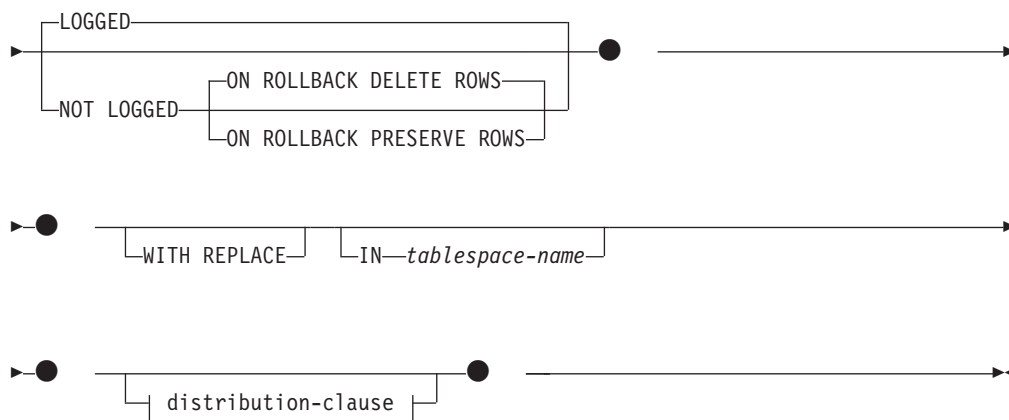 LOGGED
ON ROLLBACK DELETE ROWS
NOT LOGGED
ON ROLLBACK PRESERVE ROWS
WITH REPLACE IN tablespace-name
distribution-clause